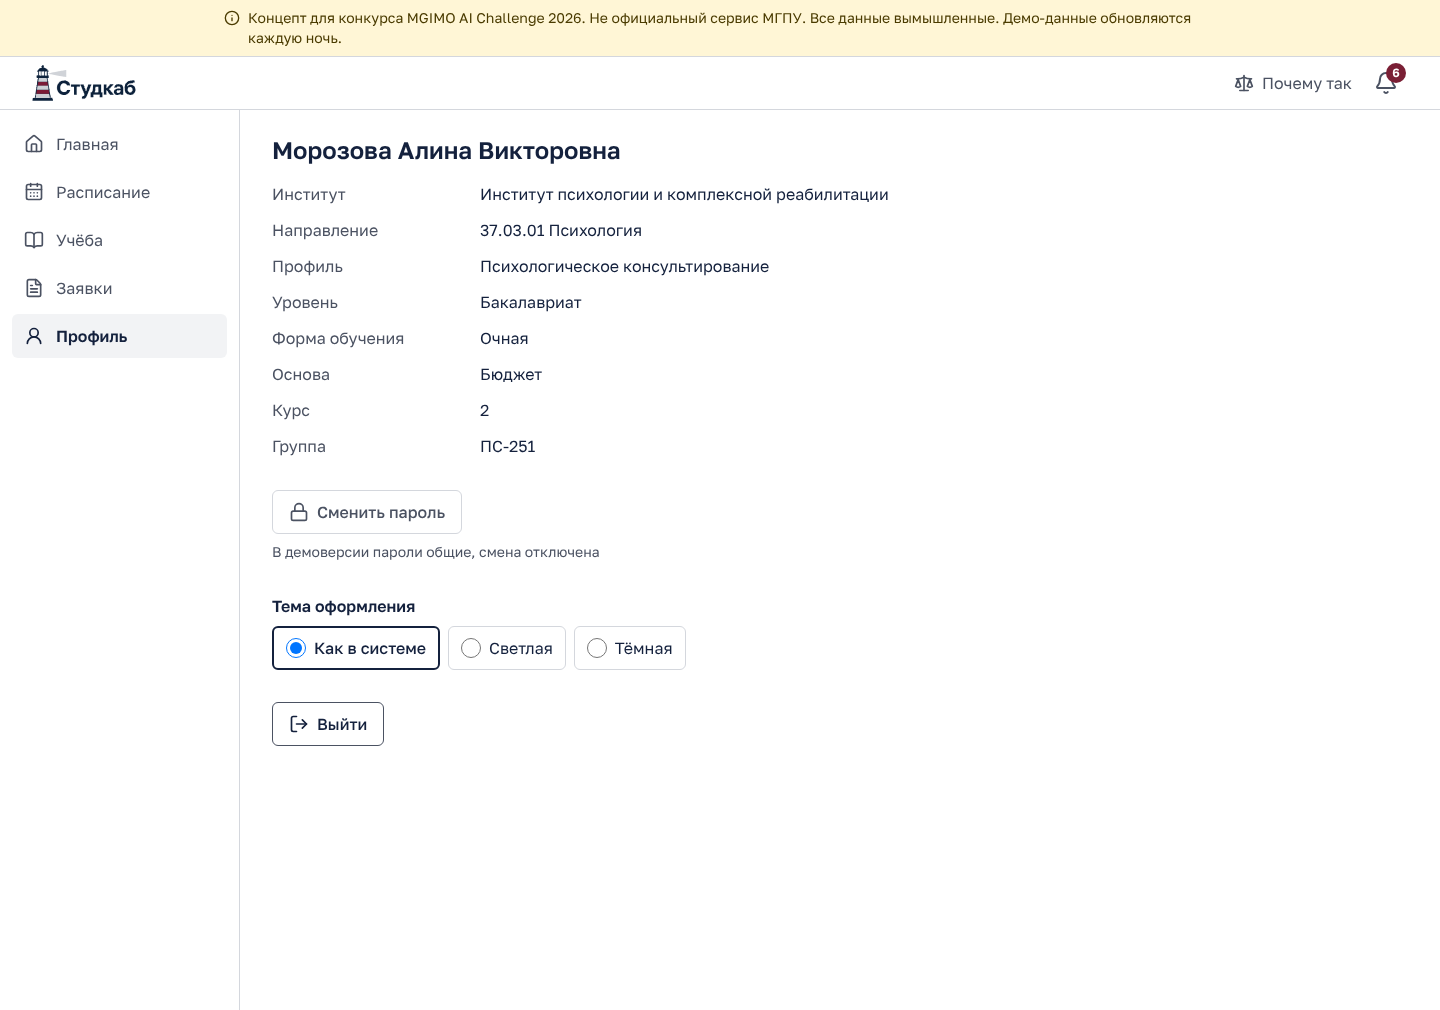 Концепт для конкурса MGIMO AI Challenge 2026. Не официальный сервис МГПУ. Все данные вымышленные. Демо-данные обновляются
каждую ночь.
Студкаб
Почему так
6
Главная
Расписание
Учёба
Заявки
Профиль
Морозова Алина Викторовна
Институт Институт психологии и комплексной реабилитации
Направление 37.03.01 Психология
Профиль Психологическое консультирование
Уровень Бакалавриат
Форма обучения Очная
Основа Бюджет
Курс 2
Группа ПС-251
Сменить пароль
В демоверсии пароли общие, смена отключена
Тема оформления
Как в системе Светлая Тёмная
Выйти